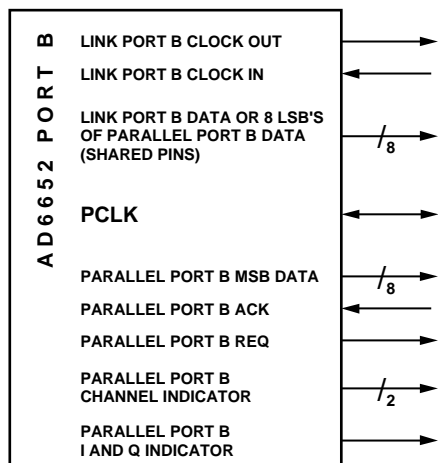 AD6652 PORT B
LINK PORT B CLOCK OUT
LINK PORT B CLOCK IN
LINK PORT B DATA OR 8 LSB'S
OF PARALLEL PORT B DATA
(SHARED PINS)
/8
PCLK
PARALLEL PORT B MSB DATA
/8
PARALLEL PORT B ACK
PARALLEL PORT B REQ
PARALLEL PORT B
CHANNEL INDICATOR
/2
PARALLEL PORT B
I AND Q INDICATOR